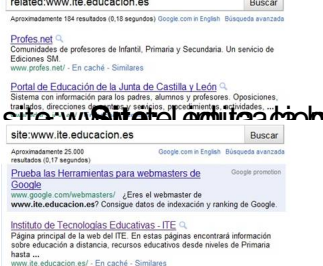 related:www.ite.educacion.es Buscar
Aproximadamente 184 resultados (0,18 segundos) Google.com in English Búsqueda avanzada
Profes.net
Comunidades de profesores de Infantil, Primaria y Secundaria. Un servicio de
Ediciones SM.
www.profes.net/ - En caché - Similares
Portal de Educación de la Junta de Castilla y León
Sistema con información para los padres, alumnos y profesores. Oposiciones,
site:www.ite.educacion.es Buscar
Aproximadamente 25.000 Google.com in English Búsqueda avanzada
resultados (0,17 segundos)
Prueba las Herramientas para webmasters de Google promotion
Google
www.google.com/webmasters/ ¿Eres el webmaster de
www.ite.educacion.es? Consigue datos de indexación y ranking de Google.
Instituto de Tecnologías Educativas - ITE
Página principal de la web del ITE. En estas páginas encontrará información
sobre educación a distancia, recursos educativos desde niveles de Primaria
hasta ...
www.ite.educacion.es/ - En caché - Similares